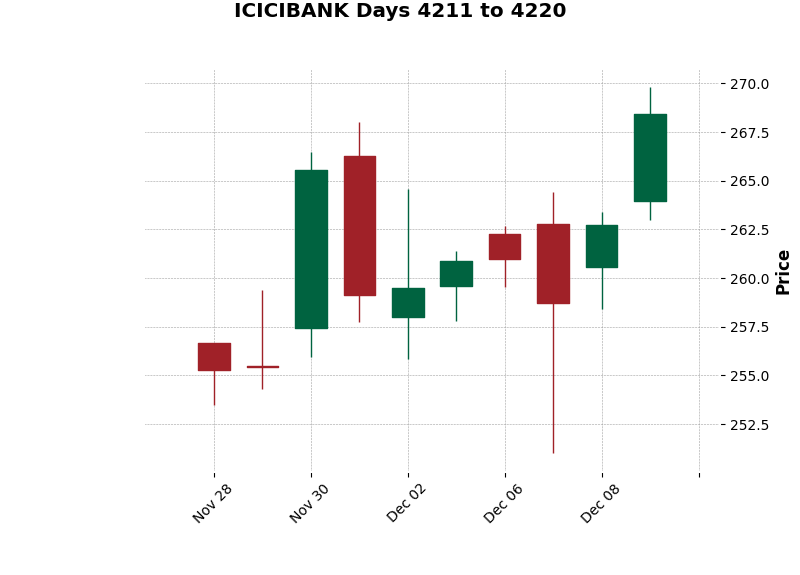 ICICIBANK Days 4211 to 4220
270.0
267.5
265.0
262.5
260.0
257.5
255.0
252.5
Price
Nov 28
Nov 30
Dec 02
Dec 06
Dec 08